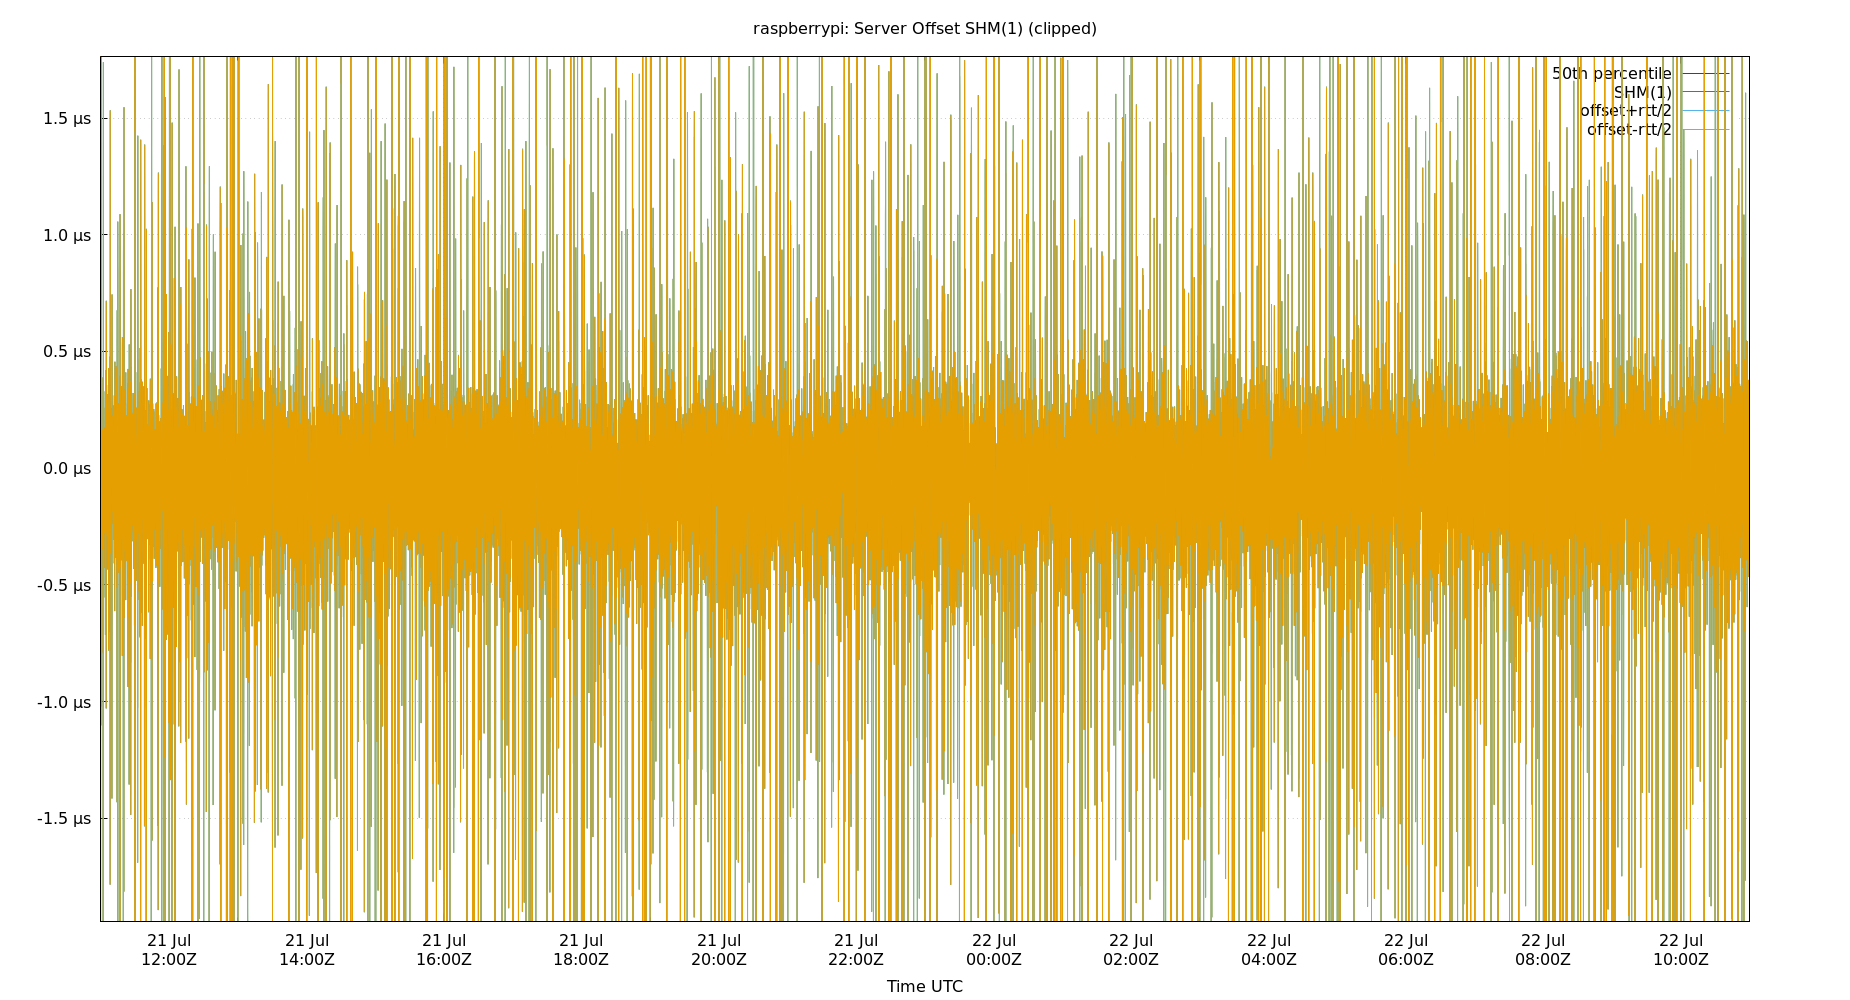 raspberrypi: Server Offset SHM(1) (clipped)
50th percentile
SHM(1)
offset+rtt/2
offset-rtt/2
1.5 µs
1.0 µs
0.5 µs
0.0 µs
-0.5 µs
-1.0 µs
-1.5 µs
21 Jul 21 Jul 21 Jul 21 Jul 21 Jul 21 Jul 22 Jul 22 Jul 22 Jul 22 Jul 22 Jul 22 Jul
12:00Z 14:00Z 16:00Z 18:00Z 20:00Z 22:00Z 00:00Z 02:00Z 04:00Z 06:00Z 08:00Z 10:00Z
Time UTC